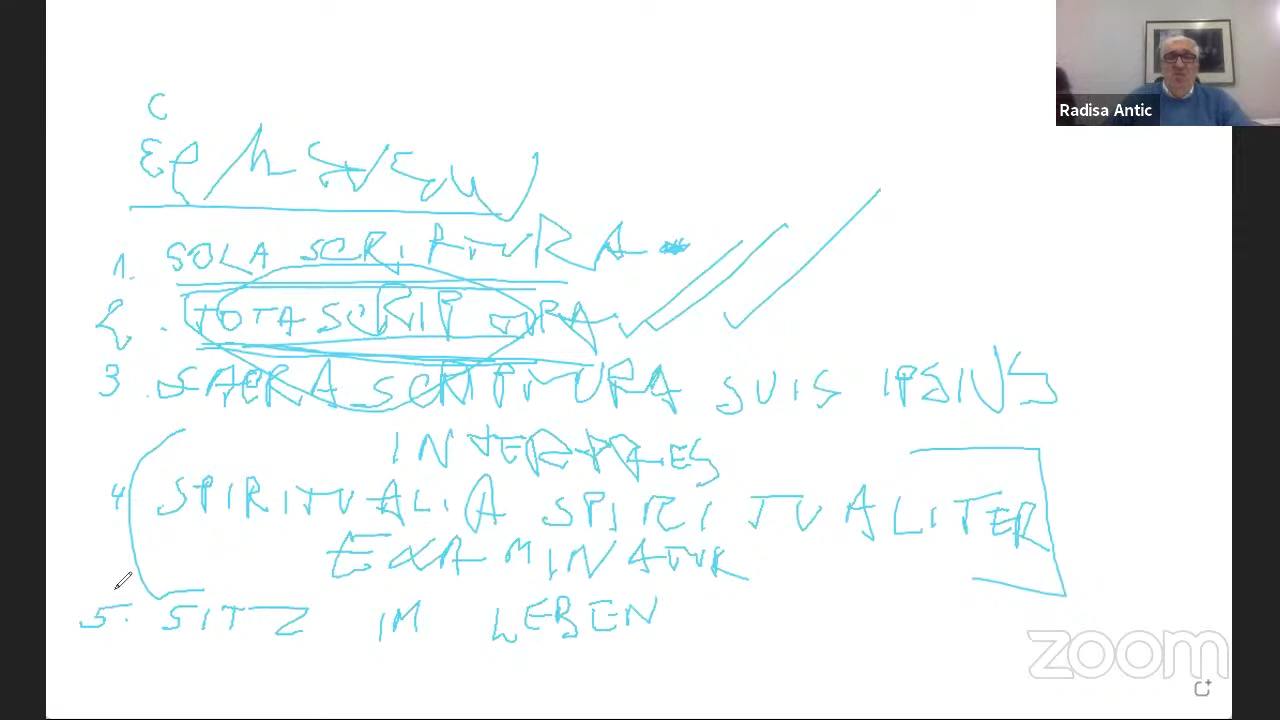 Radisa Antic
1. SOLA SCRIPTURA
2. TOTA SCRIPTURA
3. SACRA SCRIPTURA SUIS IPSIUS
INTERPRES
4 SPIRITUALIA SPIRITUALITER
EXAMINATUR
5. SITZ IM LEBEN
zoom